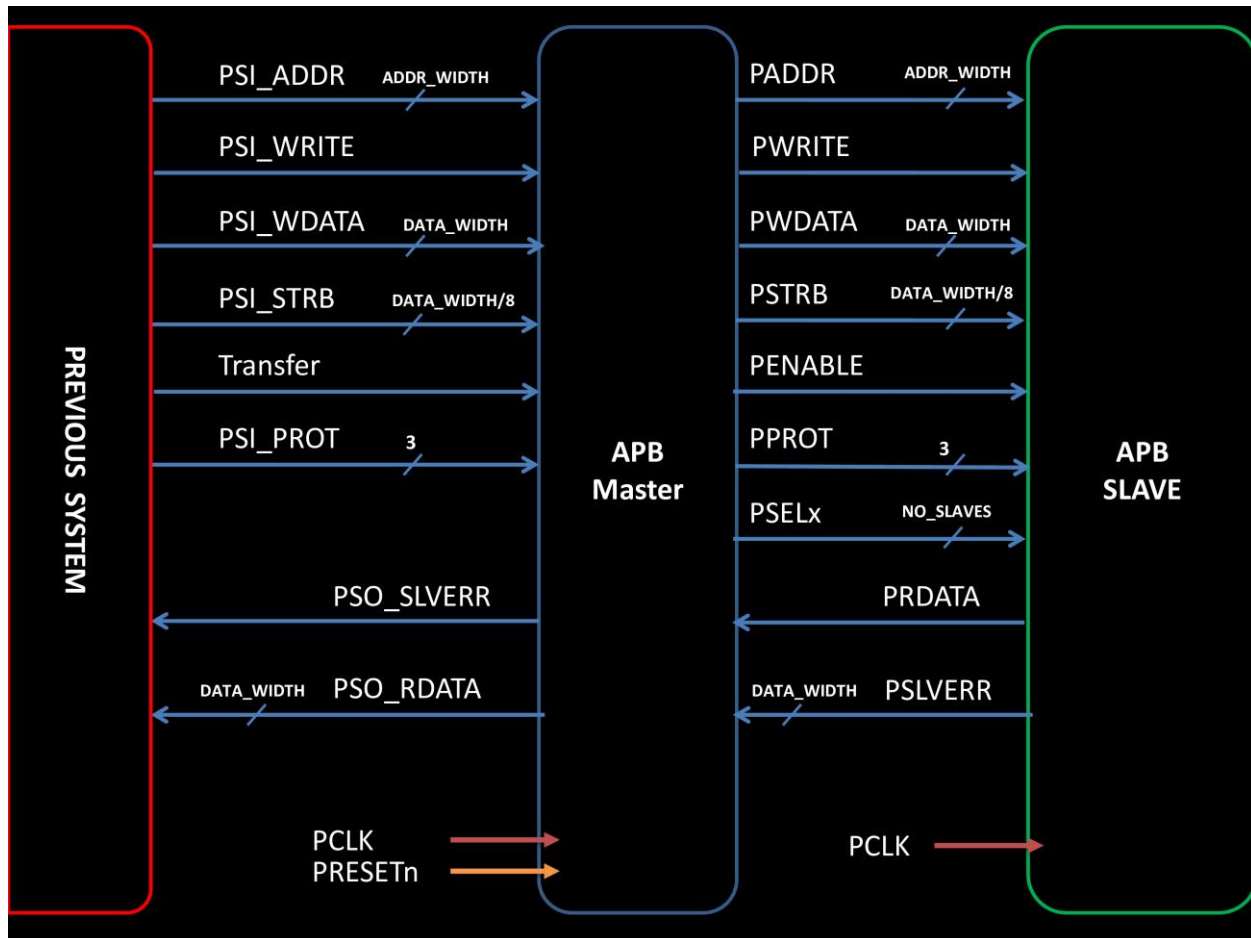 PREVIOUS SYSTEM
PSI_ADDR
ADDR_WIDTH
PSI_WRITE
PSI_WDATA
DATA_WIDTH
PSI_STRB
DATA_WIDTH/8
Transfer
PSI_PROT
3
PSO_SLVERR
DATA_WIDTH
PSO_RDATA
PCLK
PRESETn
APB
Master
PADDR
ADDR_WIDTH
PWRITE
PWDATA
DATA_WIDTH
PSTRB
DATA_WIDTH/8
PENABLE
PPROT
3
PSELx
NO_SLAVES
PRDATA
DATA_WIDTH
PSLVERR
PCLK
APB
SLAVE